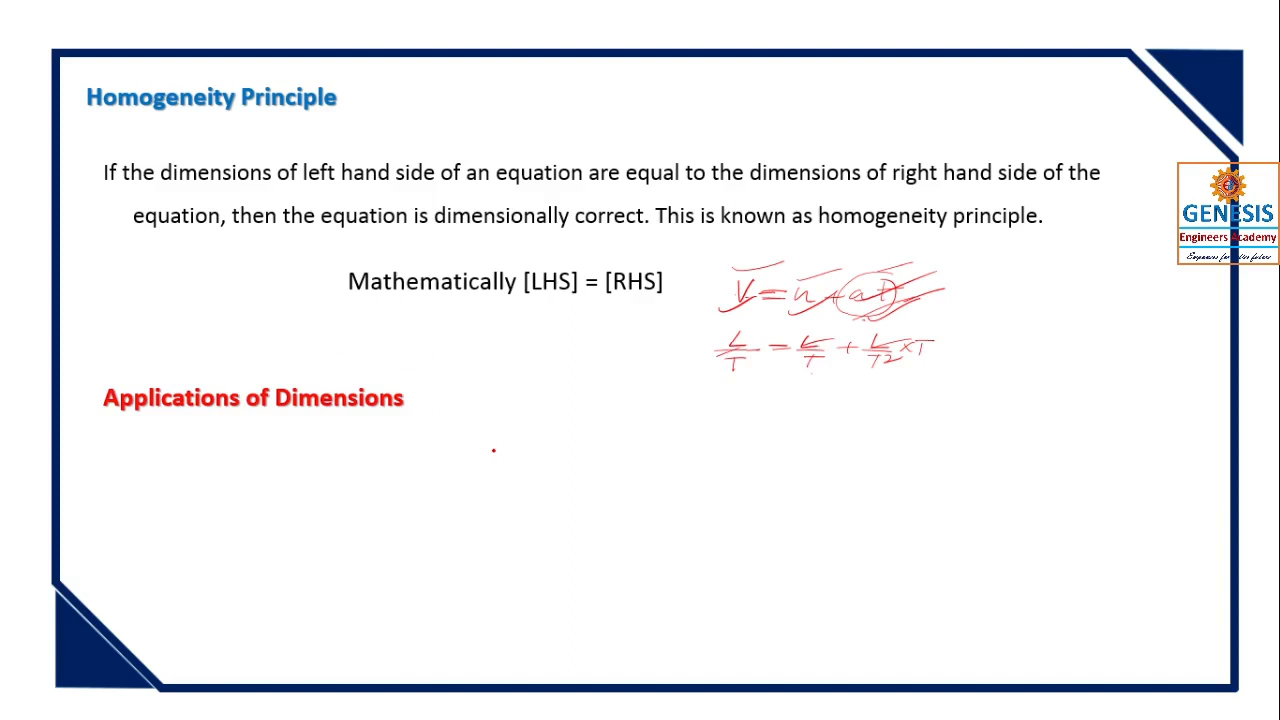 Homogeneity Principle
If the dimensions of left hand side of an equation are equal to the dimensions of right hand side of the
equation, then the equation is dimensionally correct. This is known as homogeneity principle.
GENESIS
Engineers Academy
Mathematically [LHS] = [RHS]
V = u + at
L/T = L/T + L/T2 × T
Applications of Dimensions